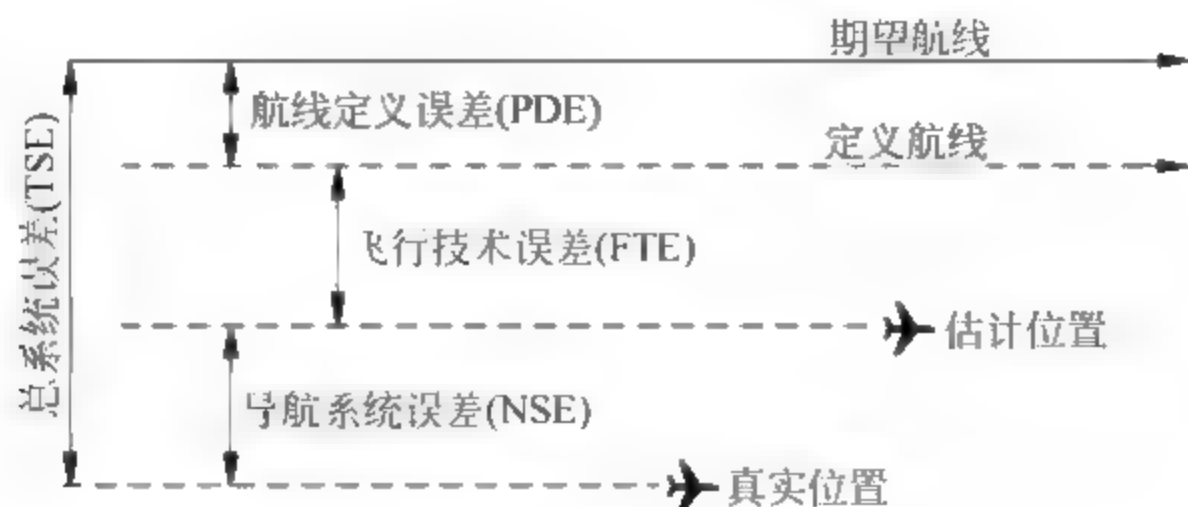 期望航线
航线定义误差(PDE)
定义航线
总系统误差(TSE)
飞行技术误差(FTE)
估计位置
导航系统误差(NSE)
真实位置